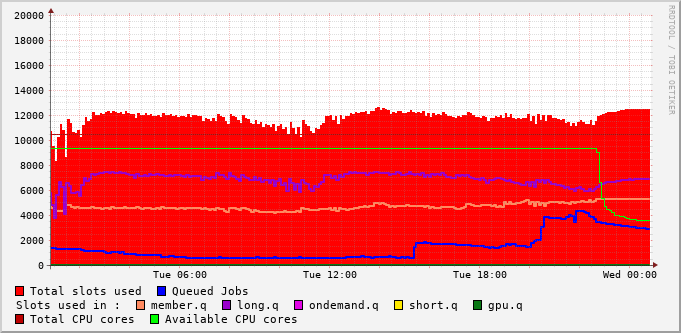 20000
18000
16000
14000
12000
10000
8000
6000
4000
2000
0
Tue 06:00 Tue 12:00 Tue 18:00 Wed 00:00
RRDTOOL / TOBI OETIKER
Total slots used Queued Jobs
Slots used in : member.q long.q ondemand.q short.q gpu.q
Total CPU cores Available CPU cores